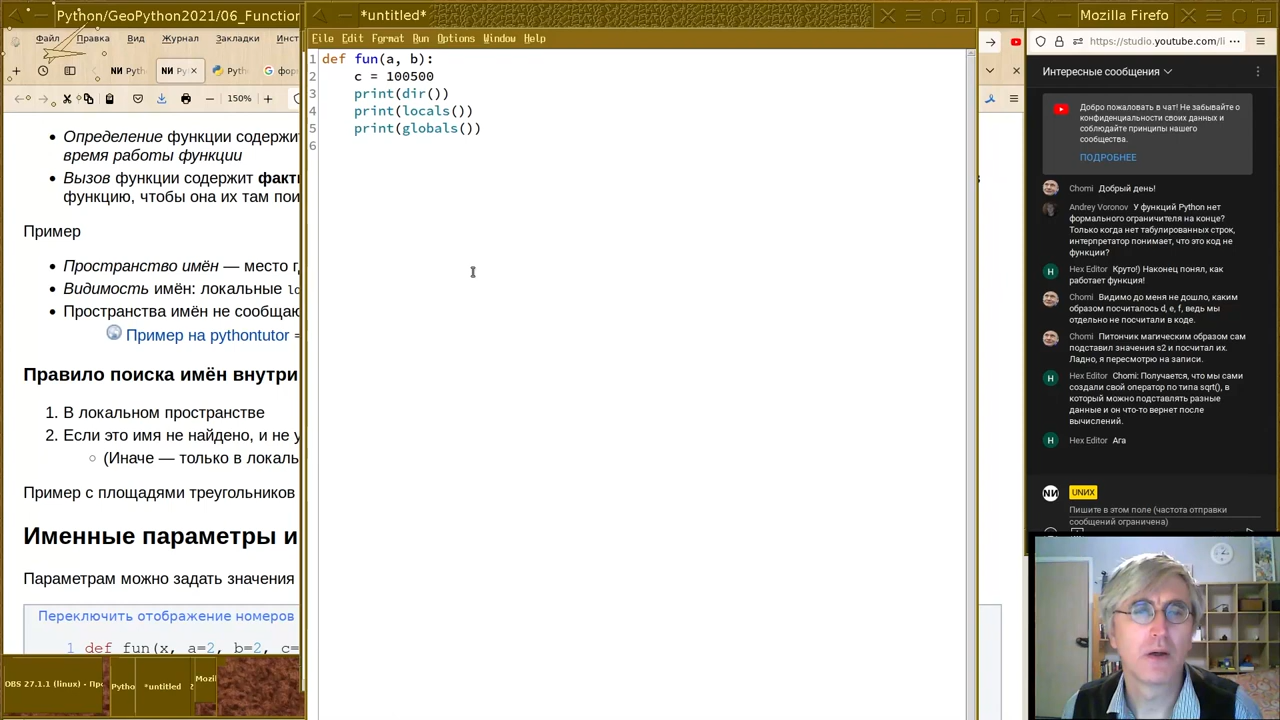 Python/GeoPython2021/06_Function
Файл Правка Вид Журнал Закладки Инст
150%
Определение функции содержи
время работы функции
Вызов функции содержит факти
функцию, чтобы она их там пои
Пример
Пространство имён — место гд
Видимость имён: локальные lo
Пространства имён не сообщаю
Пример на pythontutor =
Правило поиска имён внутри
1. В локальном пространстве
2. Если это имя не найдено, и не у
(Иначе — только в локаль
Пример с площадями треугольников
Именные параметры и
Параметрам можно задать значения
Переключить отображение номеров
1 def fun(x, a=2, b=2, c=
OBS 27.1.1 (linux) - Пр
Pytho
*untitled
Mozil
*untitled*
File Edit Format Run Options Window Help
1 def fun(a, b):
2 c = 100500
3 print(dir())
4 print(locals())
5 print(globals())
6
Mozilla Firefo
https://studio.youtube.com/li
Интересные сообщения
Добро пожаловать в чат! Не забывайте о
конфиденциальности своих данных и
соблюдайте принципы нашего
сообщества.
ПОДРОБНЕЕ
Chomi Добрый день!
Andrey Voronov У функций Python нет
формального ограничителя на конце?
Только когда нет табулированных строк,
интерпретатор понимает, что это код не
функции?
Hex Editor Круто!) Наконец понял, как
работает функция!
Chomi Видимо до меня не дошло, каким
образом посчиталось d, e, f, ведь мы
отдельно не посчитали в коде.
Chomi Питончик магическим образом сам
подставил значения s2 и посчитал их.
Ладно, я пересмотрю на записи.
Hex Editor Chomi: Получается, что мы сами
создали свой оператор по типа sqrt(), в
который можно подставлять разные
данные и он что-то вернет после
вычислений.
Hex Editor Ага
UNИX
Пишите в этом поле (частота отправки
сообщений ограничена)